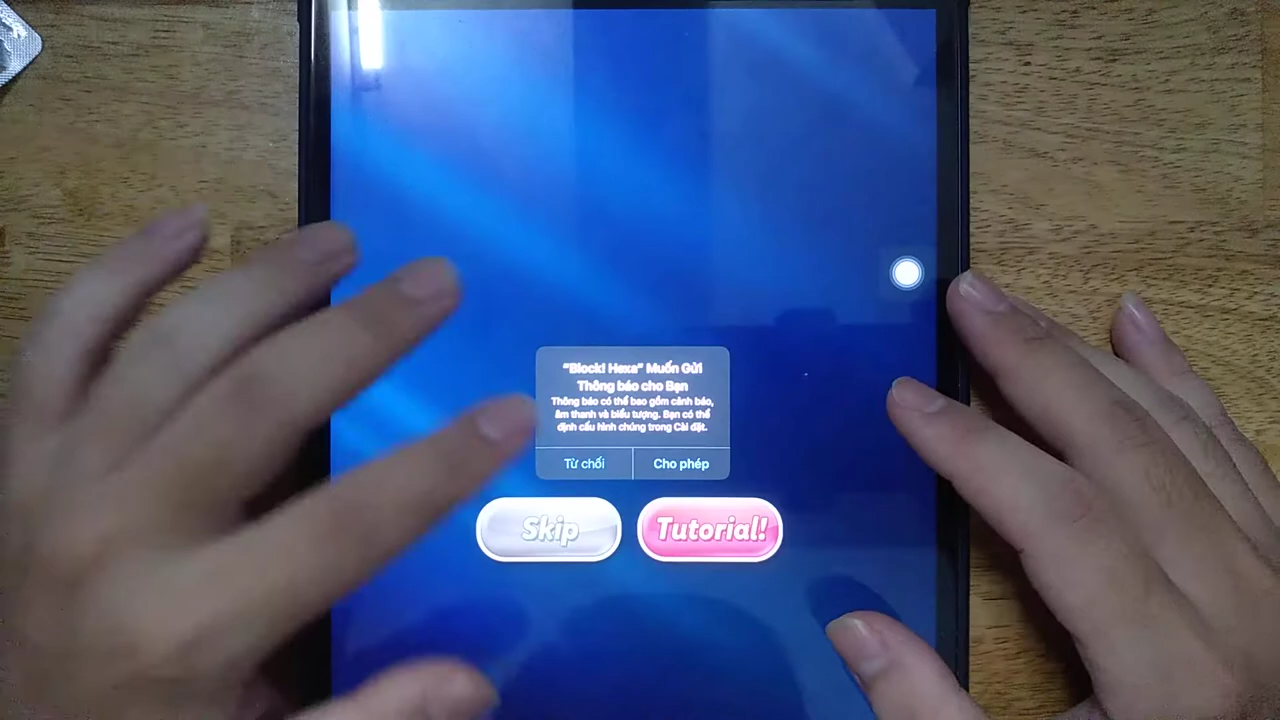 “Block! Hexa” Muốn Gửi
Thông báo cho Bạn
Thông báo có thể bao gồm cảnh báo,
âm thanh và biểu tượng. Bạn có thể
định cấu hình chúng trong Cài đặt.
Từ chối
Cho phép
Skip
Tutorial!